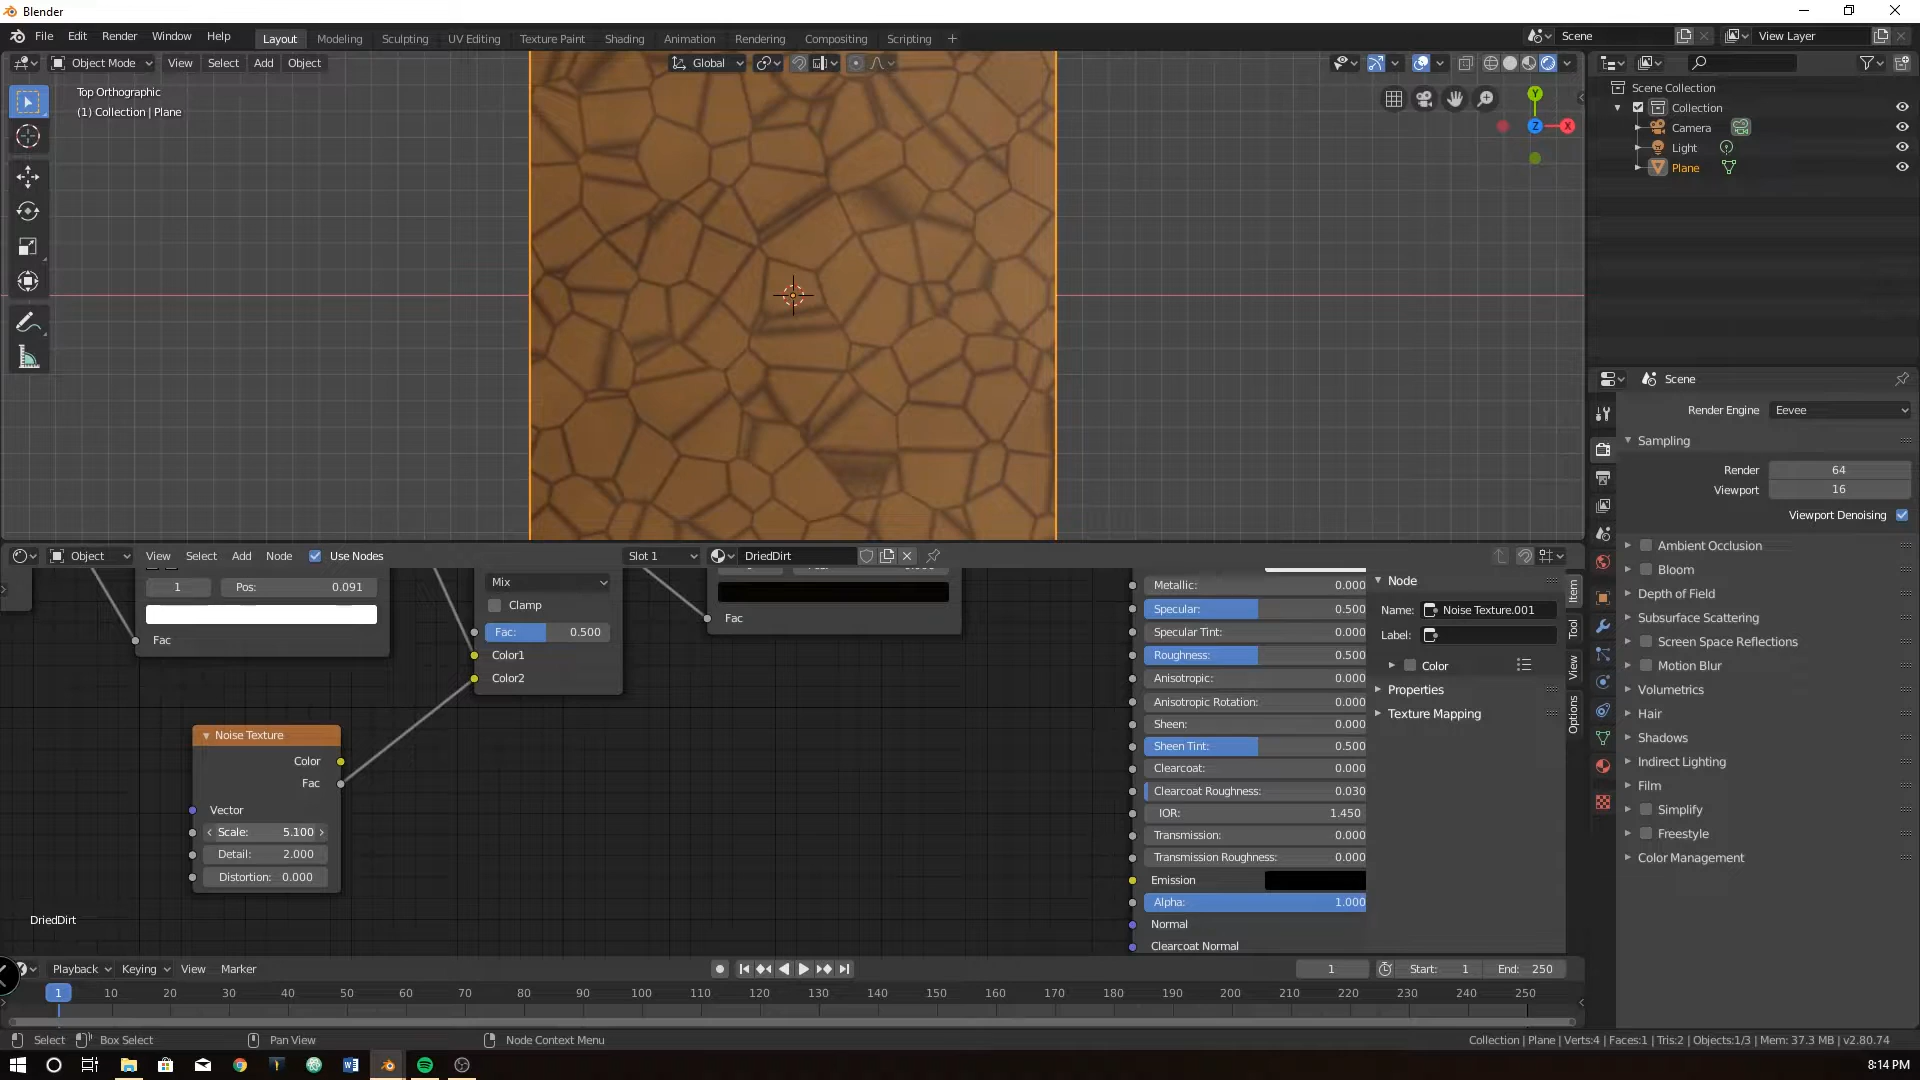 Blender
File Edit Render Window Help
Layout Modeling Sculpting UV Editing Texture Paint Shading Animation Rendering Compositing Scripting
Scene
View Layer
Object Mode View Select Add Object
Global
Top Orthographic
(1) Collection | Plane
Y
Z
X
Scene Collection
Collection
Camera
Light
Plane
Scene
Render Engine Eevee
Sampling
Render 64
Viewport 16
Viewport Denoising
Ambient Occlusion
Bloom
Depth of Field
Subsurface Scattering
Screen Space Reflections
Motion Blur
Volumetrics
Hair
Shadows
Indirect Lighting
Film
Simplify
Freestyle
Color Management
Object View Select Add Node Use Nodes
Slot 1
DriedDirt
1 Pos: 0.091
Fac
Mix
Clamp
Fac: 0.500
Color1
Color2
Fac
Noise Texture
Color
Fac
Vector
Scale: 5.100
Detail: 2.000
Distortion: 0.000
DriedDirt
Metallic: 0.000
Specular: 0.500
Specular Tint: 0.000
Roughness: 0.500
Anisotropic: 0.000
Anisotropic Rotation: 0.000
Sheen: 0.000
Sheen Tint: 0.500
Clearcoat: 0.000
Clearcoat Roughness: 0.030
IOR: 1.450
Transmission: 0.000
Transmission Roughness: 0.000
Emission
Alpha: 1.000
Normal
Clearcoat Normal
Node
Name: Noise Texture.001
Label:
Color
Properties
Texture Mapping
Item
Tool
View
Options
Playback Keying View Marker
1 Start: 1 End: 250
1 10 20 30 40 50 60 70 80 90 100 110 120 130 140 150 160 170 180 190 200 210 220 230 240 250
Select Box Select Pan View Node Context Menu
Collection | Plane | Verts:4 | Faces:1 | Tris:2 | Objects:1/3 | Mem: 37.3 MB | v2.80.74
8:14 PM